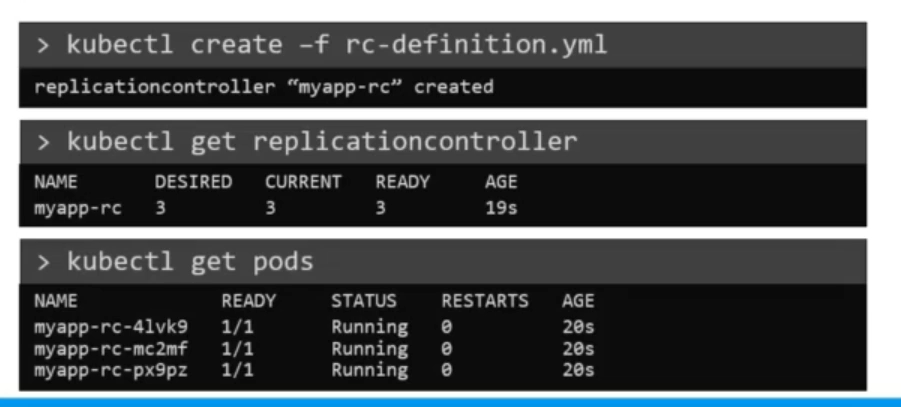 > kubectl create –f rc-definition.yml
replicationcontroller “myapp-rc” created
> kubectl get replicationcontroller
NAME DESIRED CURRENT READY AGE
myapp-rc 3 3 3 19s
> kubectl get pods
NAME READY STATUS RESTARTS AGE
myapp-rc-4lvk9 1/1 Running 0 20s
myapp-rc-mc2mf 1/1 Running 0 20s
myapp-rc-px9pz 1/1 Running 0 20s